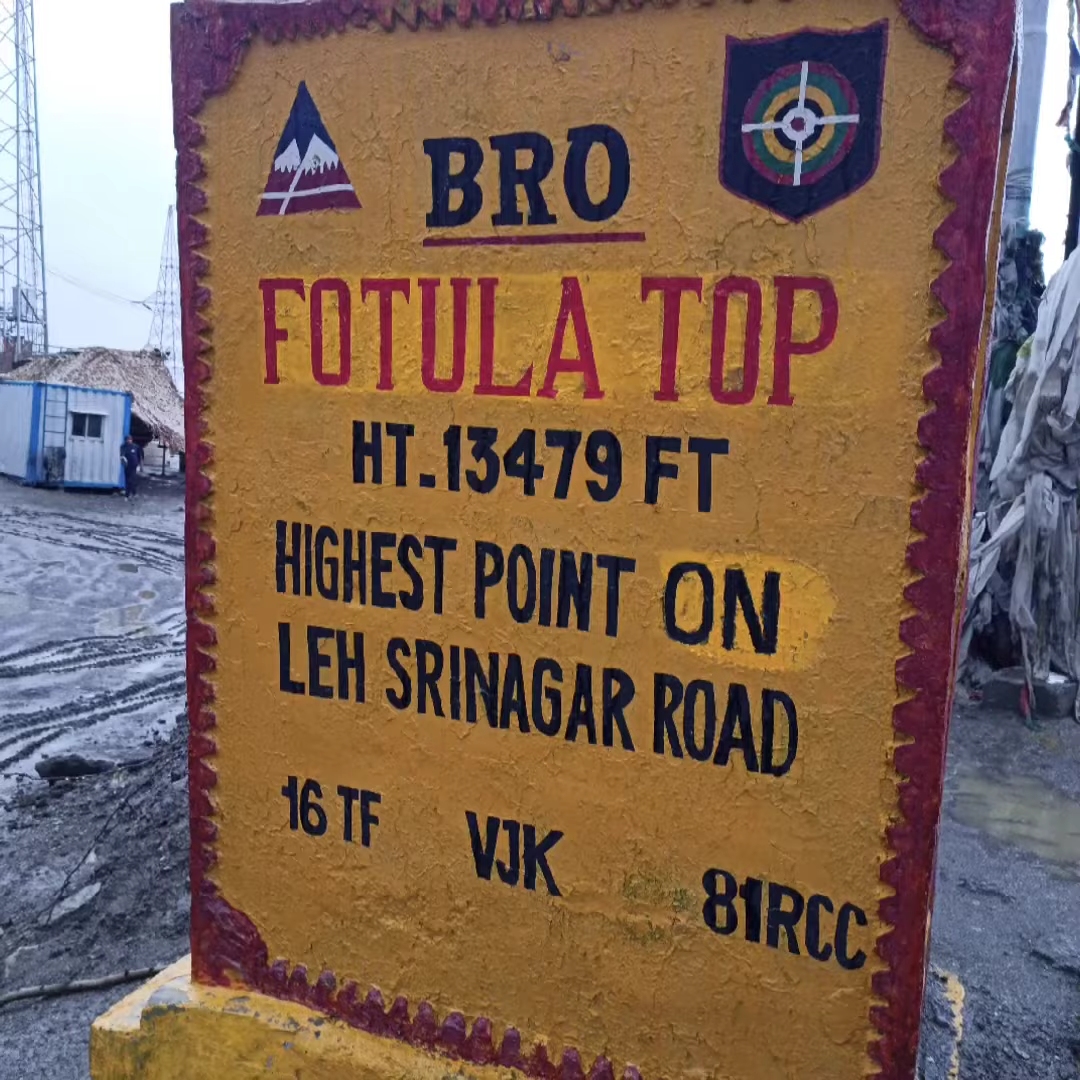 BRO
FOTULA TOP
HT.13479 FT
HIGHEST POINT ON
LEH SRINAGAR ROAD
16 TF VJK 81RCC